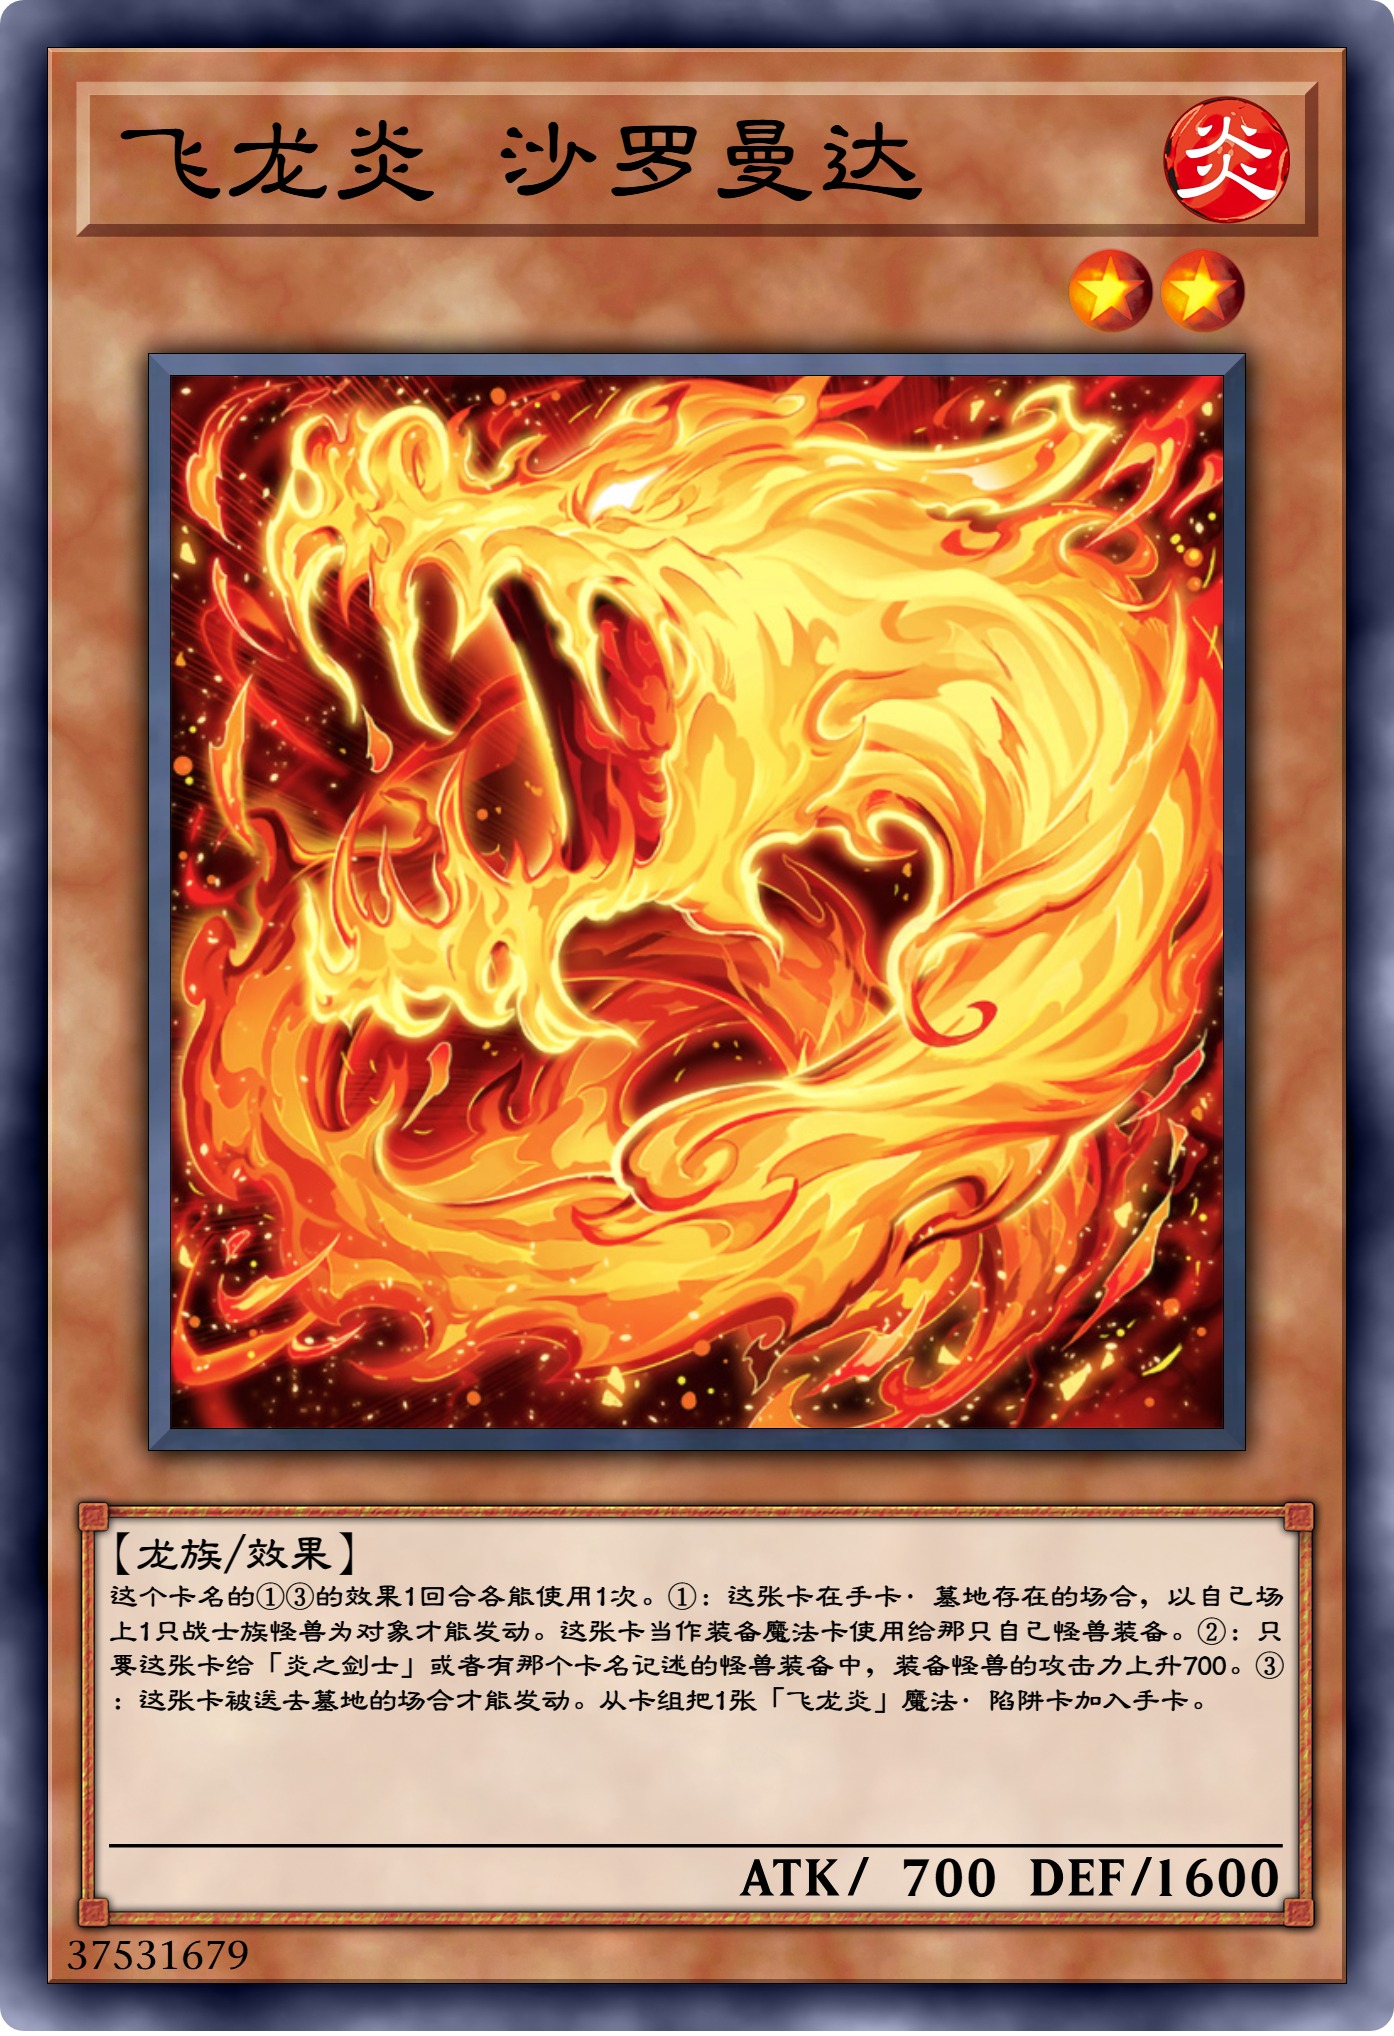 飞龙炎 沙罗曼达
炎
【龙族/效果】
这个卡名的①③的效果1回合各能使用1次。①：这张卡在手卡·墓地存在的场合，以自己场
上1只战士族怪兽为对象才能发动。这张卡当作装备魔法卡使用给那只自己怪兽装备。②：只
要这张卡给「炎之剑士」或者有那个卡名记述的怪兽装备中，装备怪兽的攻击力上升700。③
：这张卡被送去墓地的场合才能发动。从卡组把1张「飞龙炎」魔法·陷阱卡加入手卡。
ATK/ 700 DEF/1600
37531679